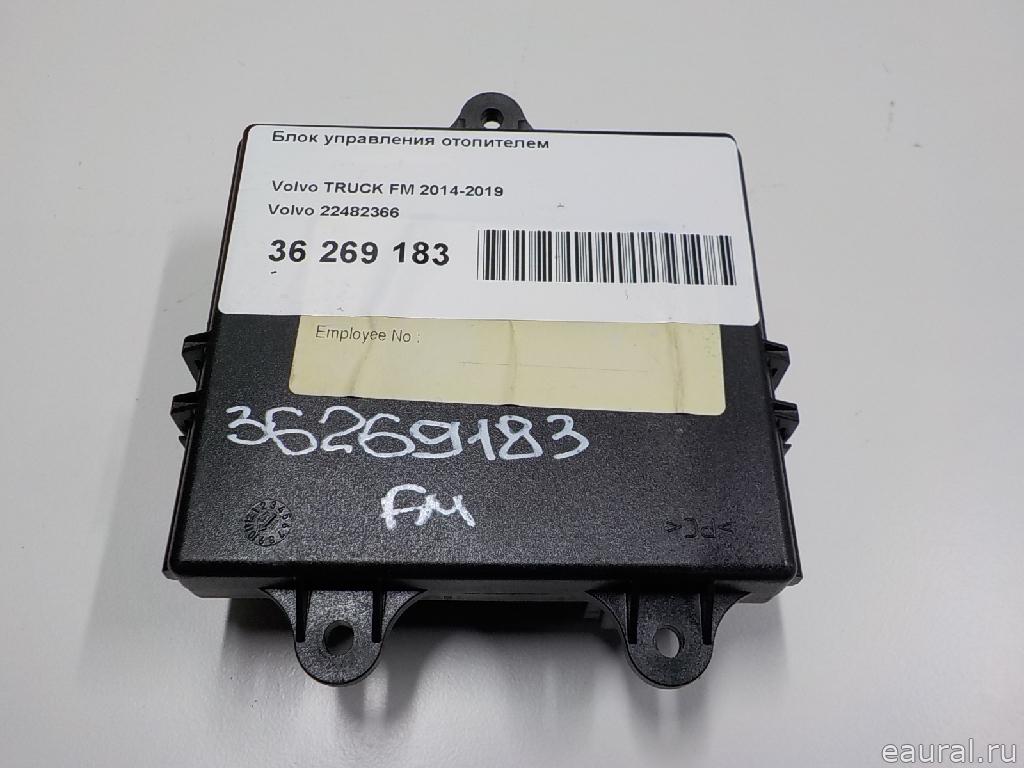 Блок управления отопителем
Volvo TRUCK FM 2014-2019
Volvo 22482366
36 269 183
Employee No :
36269183
FM
>PC<
eaural.ru